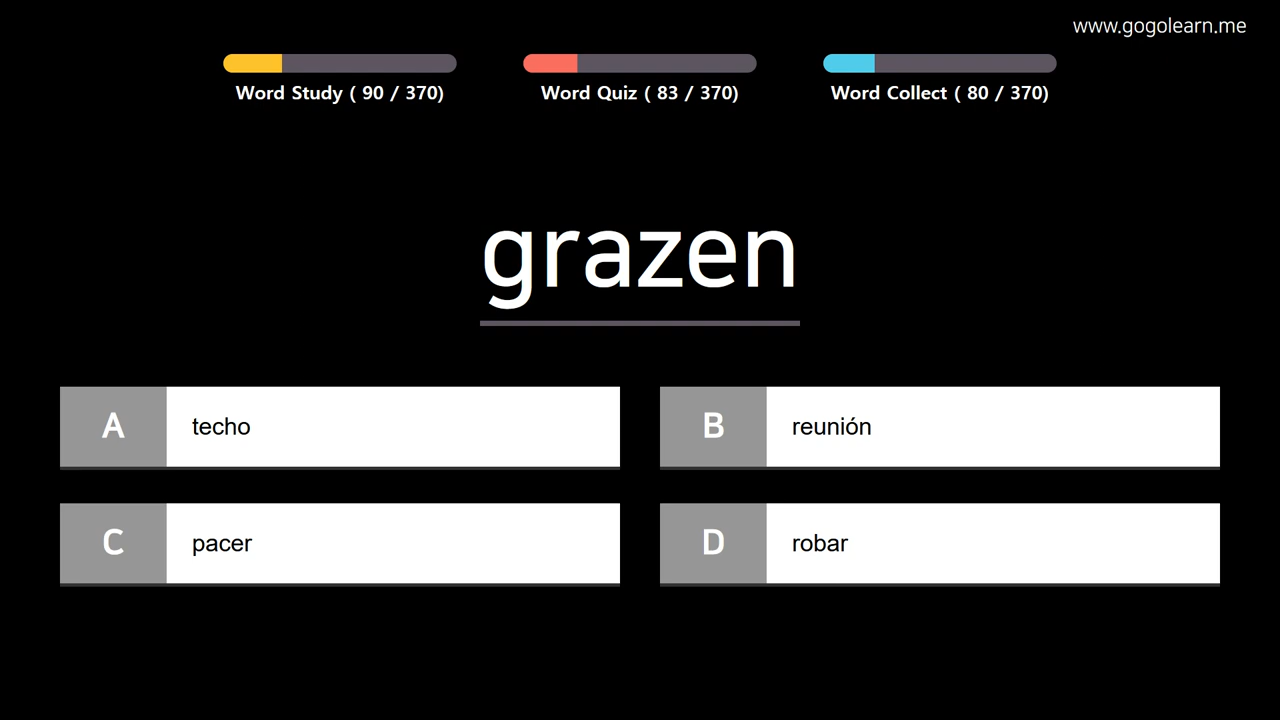 www.gogolearn.me
Word Study ( 90 / 370)
Word Quiz ( 83 / 370)
Word Collect ( 80 / 370)
grazen
A techo
B reunión
C pacer
D robar